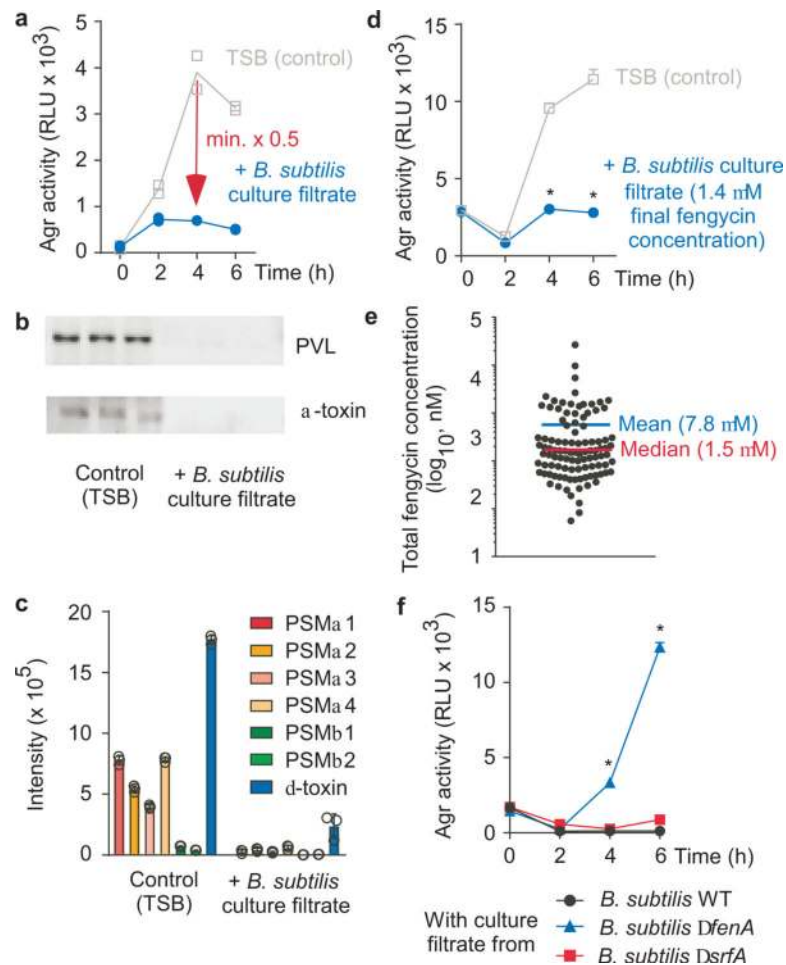 a
Agr activity (RLU x 10³)
5
4
3
2
1
0
TSB (control)
min. x 0.5
+ B. subtilis
culture filtrate
0 2 4 6 Time (h)
b
PVL
a-toxin
Control
(TSB)
+ B. subtilis
culture filtrate
c
Intensity (x 10⁵)
20
15
10
5
0
PSMa 1
PSMa 2
PSMa 3
PSMa 4
PSMb 1
PSMb 2
d-toxin
Control
(TSB)
+ B. subtilis
culture filtrate
d
Agr activity (RLU x 10³)
15
10
5
0
TSB (control)
+ B. subtilis culture
filtrate (1.4 mM
final fengycin
concentration)
* *
0 2 4 6 Time (h)
e
Total fengycin concentration
(log₁₀, nM)
5
4
3
2
1
Mean (7.8 mM)
Median (1.5 mM)
f
Agr activity (RLU x 10³)
15
10
5
0
*
*
0 2 4 6 Time (h)
With culture
filtrate from
B. subtilis WT
B. subtilis DfenA
B. subtilis DsrfA